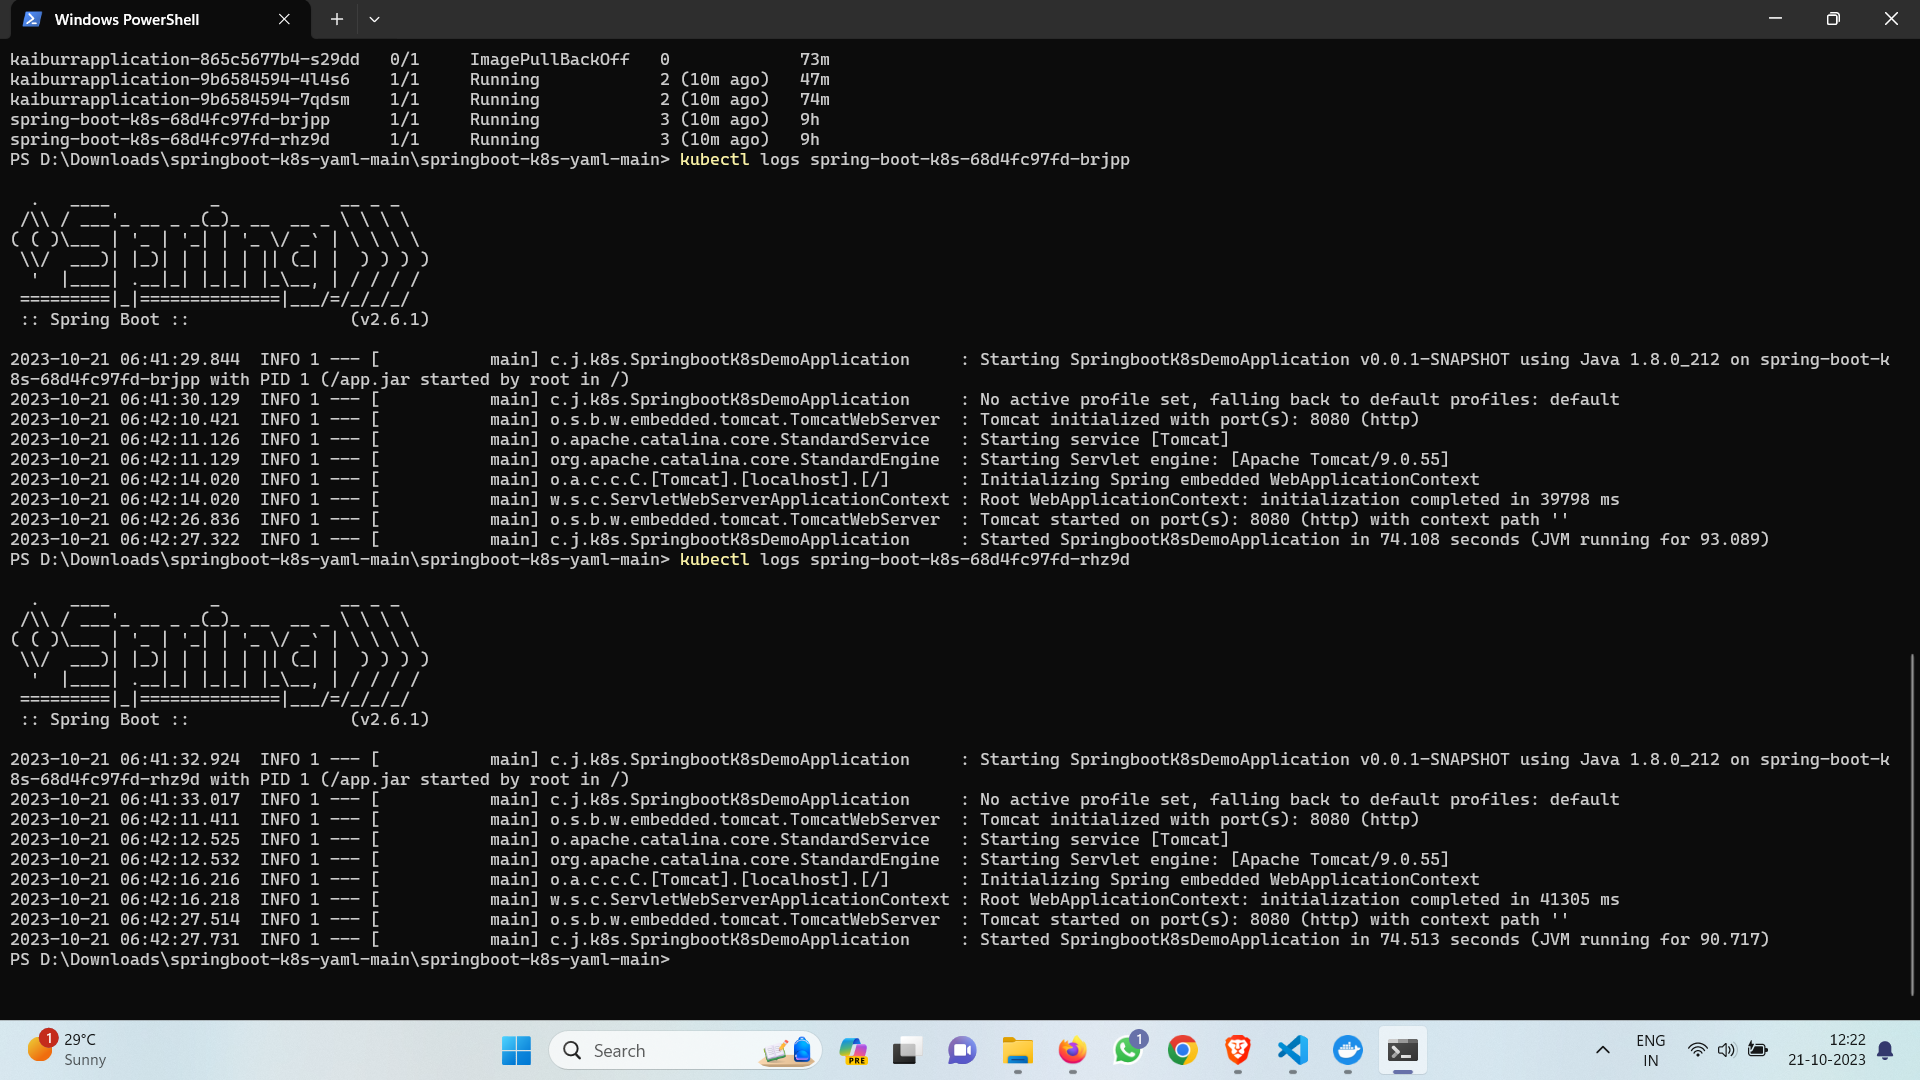 Windows PowerShell
kaiburrapplication-865c5677b4-s29dd   0/1     ImagePullBackOff   0             73m
kaiburrapplication-9b6584594-4l4s6    1/1     Running            2 (10m ago)   47m
kaiburrapplication-9b6584594-7qdsm    1/1     Running            2 (10m ago)   74m
spring-boot-k8s-68d4fc97fd-brjpp      1/1     Running            3 (10m ago)   9h
spring-boot-k8s-68d4fc97fd-rhz9d      1/1     Running            3 (10m ago)   9h
PS D:\Downloads\springboot-k8s-yaml-main\springboot-k8s-yaml-main> kubectl logs spring-boot-k8s-68d4fc97fd-brjpp
  .   ____          _            __ _ _
 /\\ / ___'_ __ _ _(_)_ __  __ _ \ \ \ \
( ( )\___ | '_ | '_| | '_ \/ _` | \ \ \ \
 \\/  ___)| |_)| | | | | || (_| |  ) ) ) )
  '  |____| .__|_| |_|_| |_\__, | / / / /
 =========|_|==============|___/=/_/_/_/
 :: Spring Boot ::                (v2.6.1)
2023-10-21 06:41:29.844  INFO 1 --- [           main] c.j.k8s.SpringbootK8sDemoApplication     : Starting SpringbootK8sDemoApplication v0.0.1-SNAPSHOT using Java 1.8.0_212 on spring-boot-k
8s-68d4fc97fd-brjpp with PID 1 (/app.jar started by root in /)
2023-10-21 06:41:30.129  INFO 1 --- [           main] c.j.k8s.SpringbootK8sDemoApplication     : No active profile set, falling back to default profiles: default
2023-10-21 06:42:10.421  INFO 1 --- [           main] o.s.b.w.embedded.tomcat.TomcatWebServer  : Tomcat initialized with port(s): 8080 (http)
2023-10-21 06:42:11.126  INFO 1 --- [           main] o.apache.catalina.core.StandardService   : Starting service [Tomcat]
2023-10-21 06:42:11.129  INFO 1 --- [           main] org.apache.catalina.core.StandardEngine  : Starting Servlet engine: [Apache Tomcat/9.0.55]
2023-10-21 06:42:14.020  INFO 1 --- [           main] o.a.c.c.C.[Tomcat].[localhost].[/]       : Initializing Spring embedded WebApplicationContext
2023-10-21 06:42:14.020  INFO 1 --- [           main] w.s.c.ServletWebServerApplicationContext : Root WebApplicationContext: initialization completed in 39798 ms
2023-10-21 06:42:26.836  INFO 1 --- [           main] o.s.b.w.embedded.tomcat.TomcatWebServer  : Tomcat started on port(s): 8080 (http) with context path ''
2023-10-21 06:42:27.322  INFO 1 --- [           main] c.j.k8s.SpringbootK8sDemoApplication     : Started SpringbootK8sDemoApplication in 74.108 seconds (JVM running for 93.089)
PS D:\Downloads\springboot-k8s-yaml-main\springboot-k8s-yaml-main> kubectl logs spring-boot-k8s-68d4fc97fd-rhz9d
  .   ____          _            __ _ _
 /\\ / ___'_ __ _ _(_)_ __  __ _ \ \ \ \
( ( )\___ | '_ | '_| | '_ \/ _` | \ \ \ \
 \\/  ___)| |_)| | | | | || (_| |  ) ) ) )
  '  |____| .__|_| |_|_| |_\__, | / / / /
 =========|_|==============|___/=/_/_/_/
 :: Spring Boot ::                (v2.6.1)
2023-10-21 06:41:32.924  INFO 1 --- [           main] c.j.k8s.SpringbootK8sDemoApplication     : Starting SpringbootK8sDemoApplication v0.0.1-SNAPSHOT using Java 1.8.0_212 on spring-boot-k
8s-68d4fc97fd-rhz9d with PID 1 (/app.jar started by root in /)
2023-10-21 06:41:33.017  INFO 1 --- [           main] c.j.k8s.SpringbootK8sDemoApplication     : No active profile set, falling back to default profiles: default
2023-10-21 06:42:11.411  INFO 1 --- [           main] o.s.b.w.embedded.tomcat.TomcatWebServer  : Tomcat initialized with port(s): 8080 (http)
2023-10-21 06:42:12.525  INFO 1 --- [           main] o.apache.catalina.core.StandardService   : Starting service [Tomcat]
2023-10-21 06:42:12.532  INFO 1 --- [           main] org.apache.catalina.core.StandardEngine  : Starting Servlet engine: [Apache Tomcat/9.0.55]
2023-10-21 06:42:16.216  INFO 1 --- [           main] o.a.c.c.C.[Tomcat].[localhost].[/]       : Initializing Spring embedded WebApplicationContext
2023-10-21 06:42:16.218  INFO 1 --- [           main] w.s.c.ServletWebServerApplicationContext : Root WebApplicationContext: initialization completed in 41305 ms
2023-10-21 06:42:27.514  INFO 1 --- [           main] o.s.b.w.embedded.tomcat.TomcatWebServer  : Tomcat started on port(s): 8080 (http) with context path ''
2023-10-21 06:42:27.731  INFO 1 --- [           main] c.j.k8s.SpringbootK8sDemoApplication     : Started SpringbootK8sDemoApplication in 74.513 seconds (JVM running for 90.717)
PS D:\Downloads\springboot-k8s-yaml-main\springboot-k8s-yaml-main>
1 29°C
Sunny
Search
PRE
1
ENG
IN
12:22
21-10-2023